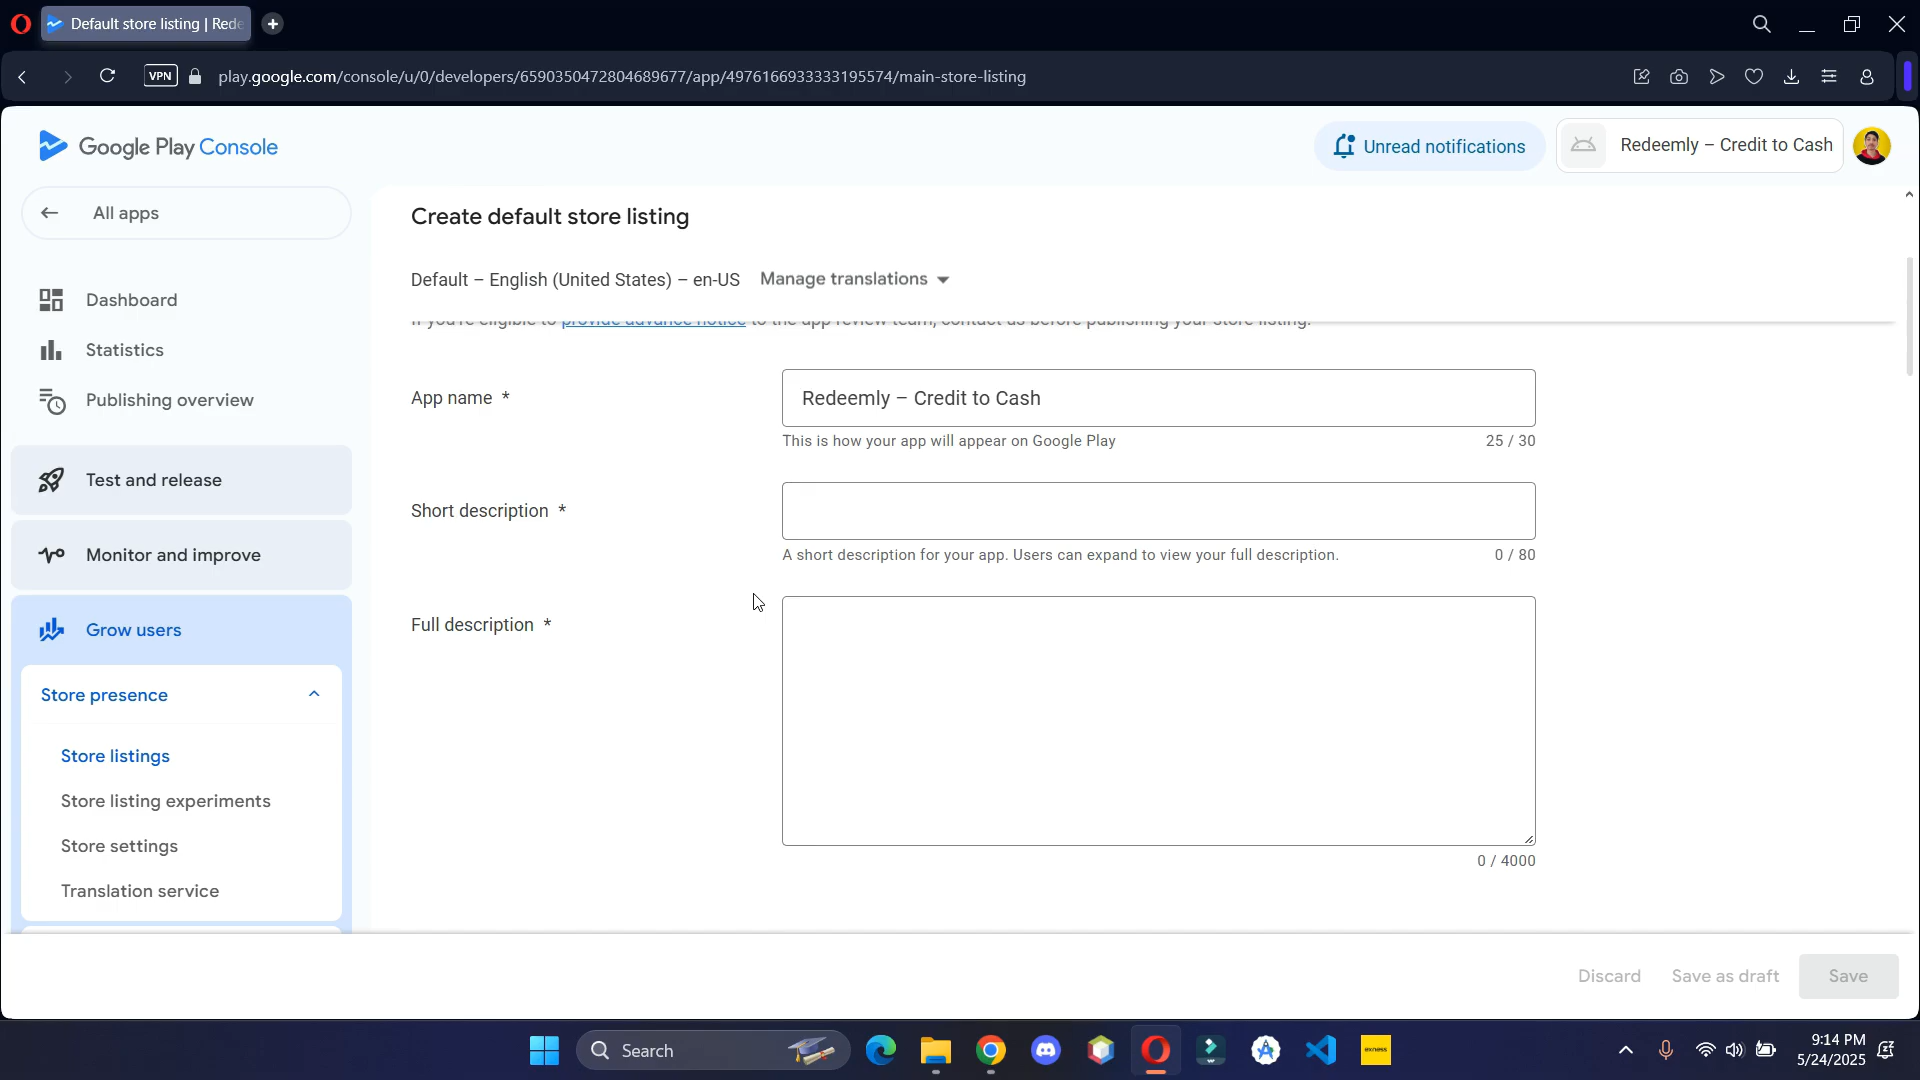 Default store listing | Rede
VPN
play.google.com/console/u/0/developers/6590350472804689677/app/4976166933333195574/main-store-listing
Google Play Console
Unread notifications
Redeemly – Credit to Cash
All apps
Create default store listing
Default – English (United States) – en-US
Manage translations
If you're eligible to provide advance notice to the app review team, contact us before publishing your store listing.
Dashboard
Statistics
Publishing overview
Test and release
Monitor and improve
Grow users
Store presence
Store listings
Store listing experiments
Store settings
Translation service
App name *
Redeemly – Credit to Cash
This is how your app will appear on Google Play
25 / 30
Short description *
A short description for your app. Users can expand to view your full description.
0 / 80
Full description *
0 / 4000
Discard
Save as draft
Save
Search
exness
9:14 PM
5/24/2025